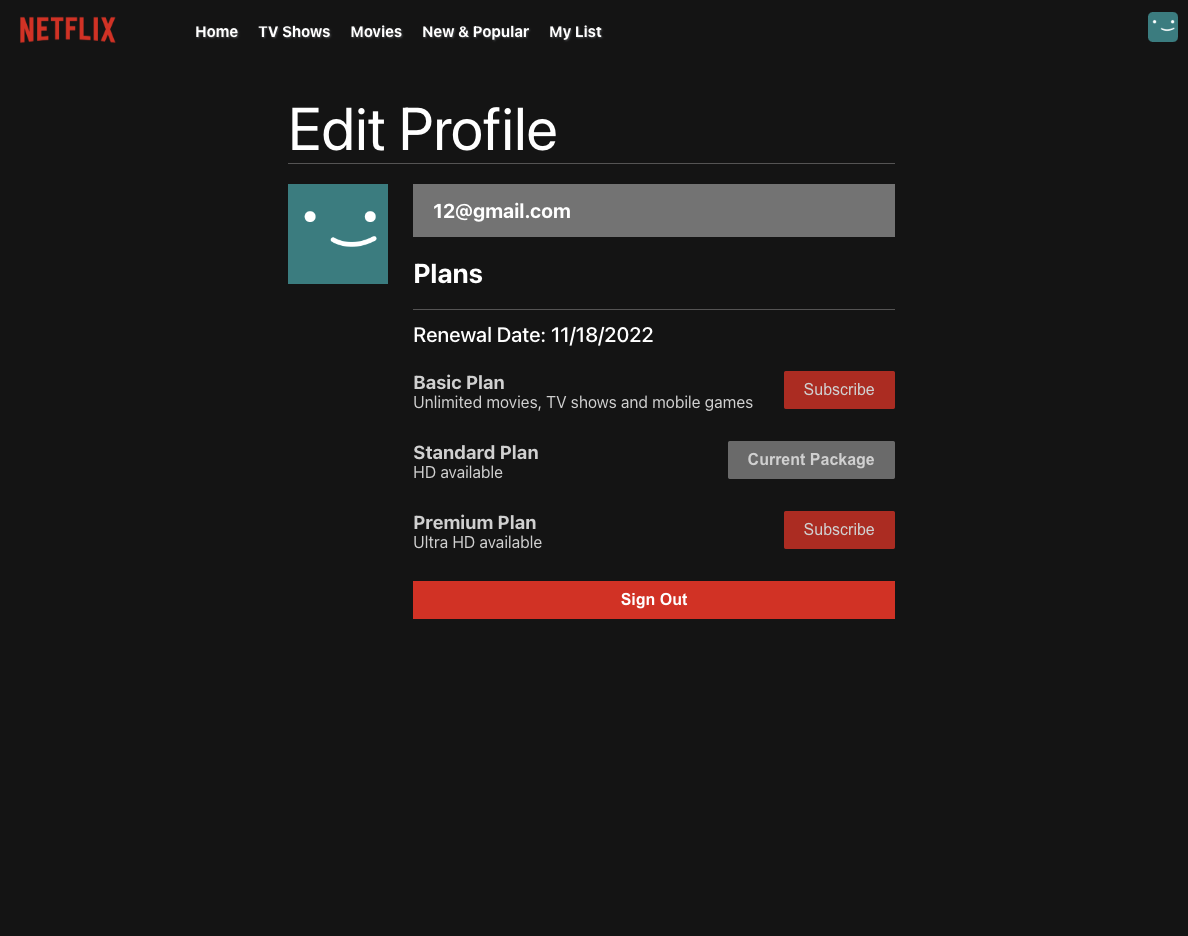 NETFLIX
Home TV Shows Movies New & Popular My List
Edit Profile
12@gmail.com
Plans
Renewal Date: 11/18/2022
Basic Plan
Unlimited movies, TV shows and mobile games
Subscribe
Standard Plan
HD available
Current Package
Premium Plan
Ultra HD available
Subscribe
Sign Out